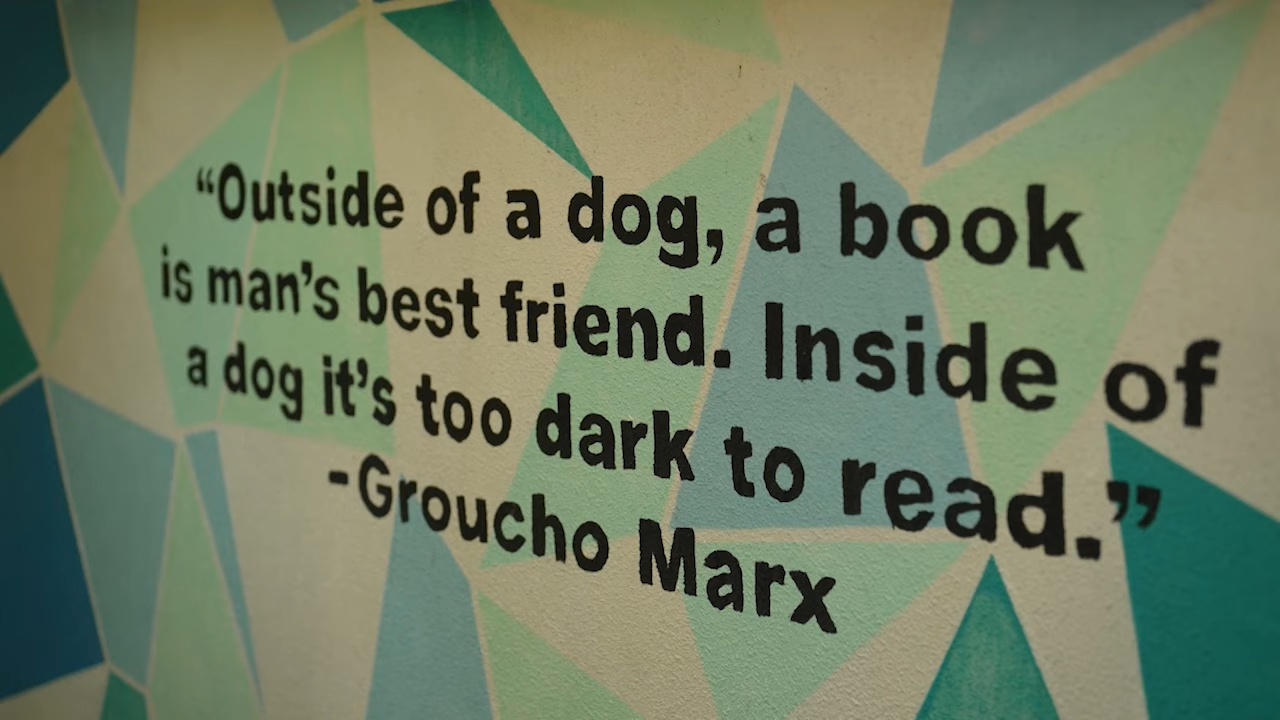 “Outside of a dog, a book
is man’s best friend. Inside of
a dog it’s too dark to read.”
-Groucho Marx